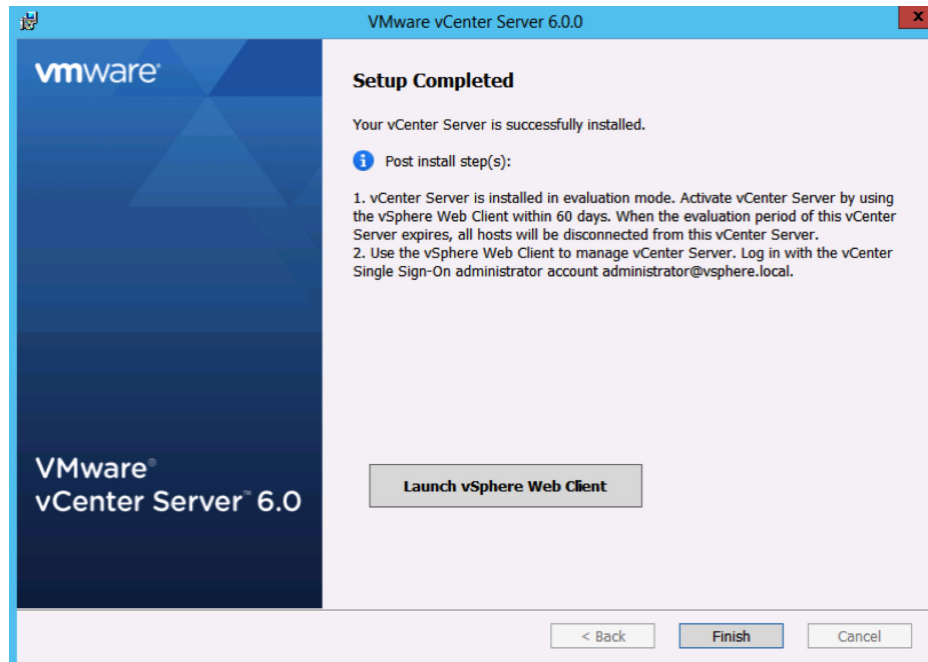 VMware vCenter Server 6.0.0
x
vmware®
Setup Completed
Your vCenter Server is successfully installed.
i
Post install step(s):
1. vCenter Server is installed in evaluation mode. Activate vCenter Server by using
the vSphere Web Client within 60 days. When the evaluation period of this vCenter
Server expires, all hosts will be disconnected from this vCenter Server.
2. Use the vSphere Web Client to manage vCenter Server. Log in with the vCenter
Single Sign-On administrator account administrator@vsphere.local.
VMware®
vCenter Server™ 6.0
Launch vSphere Web Client
< Back
Finish
Cancel